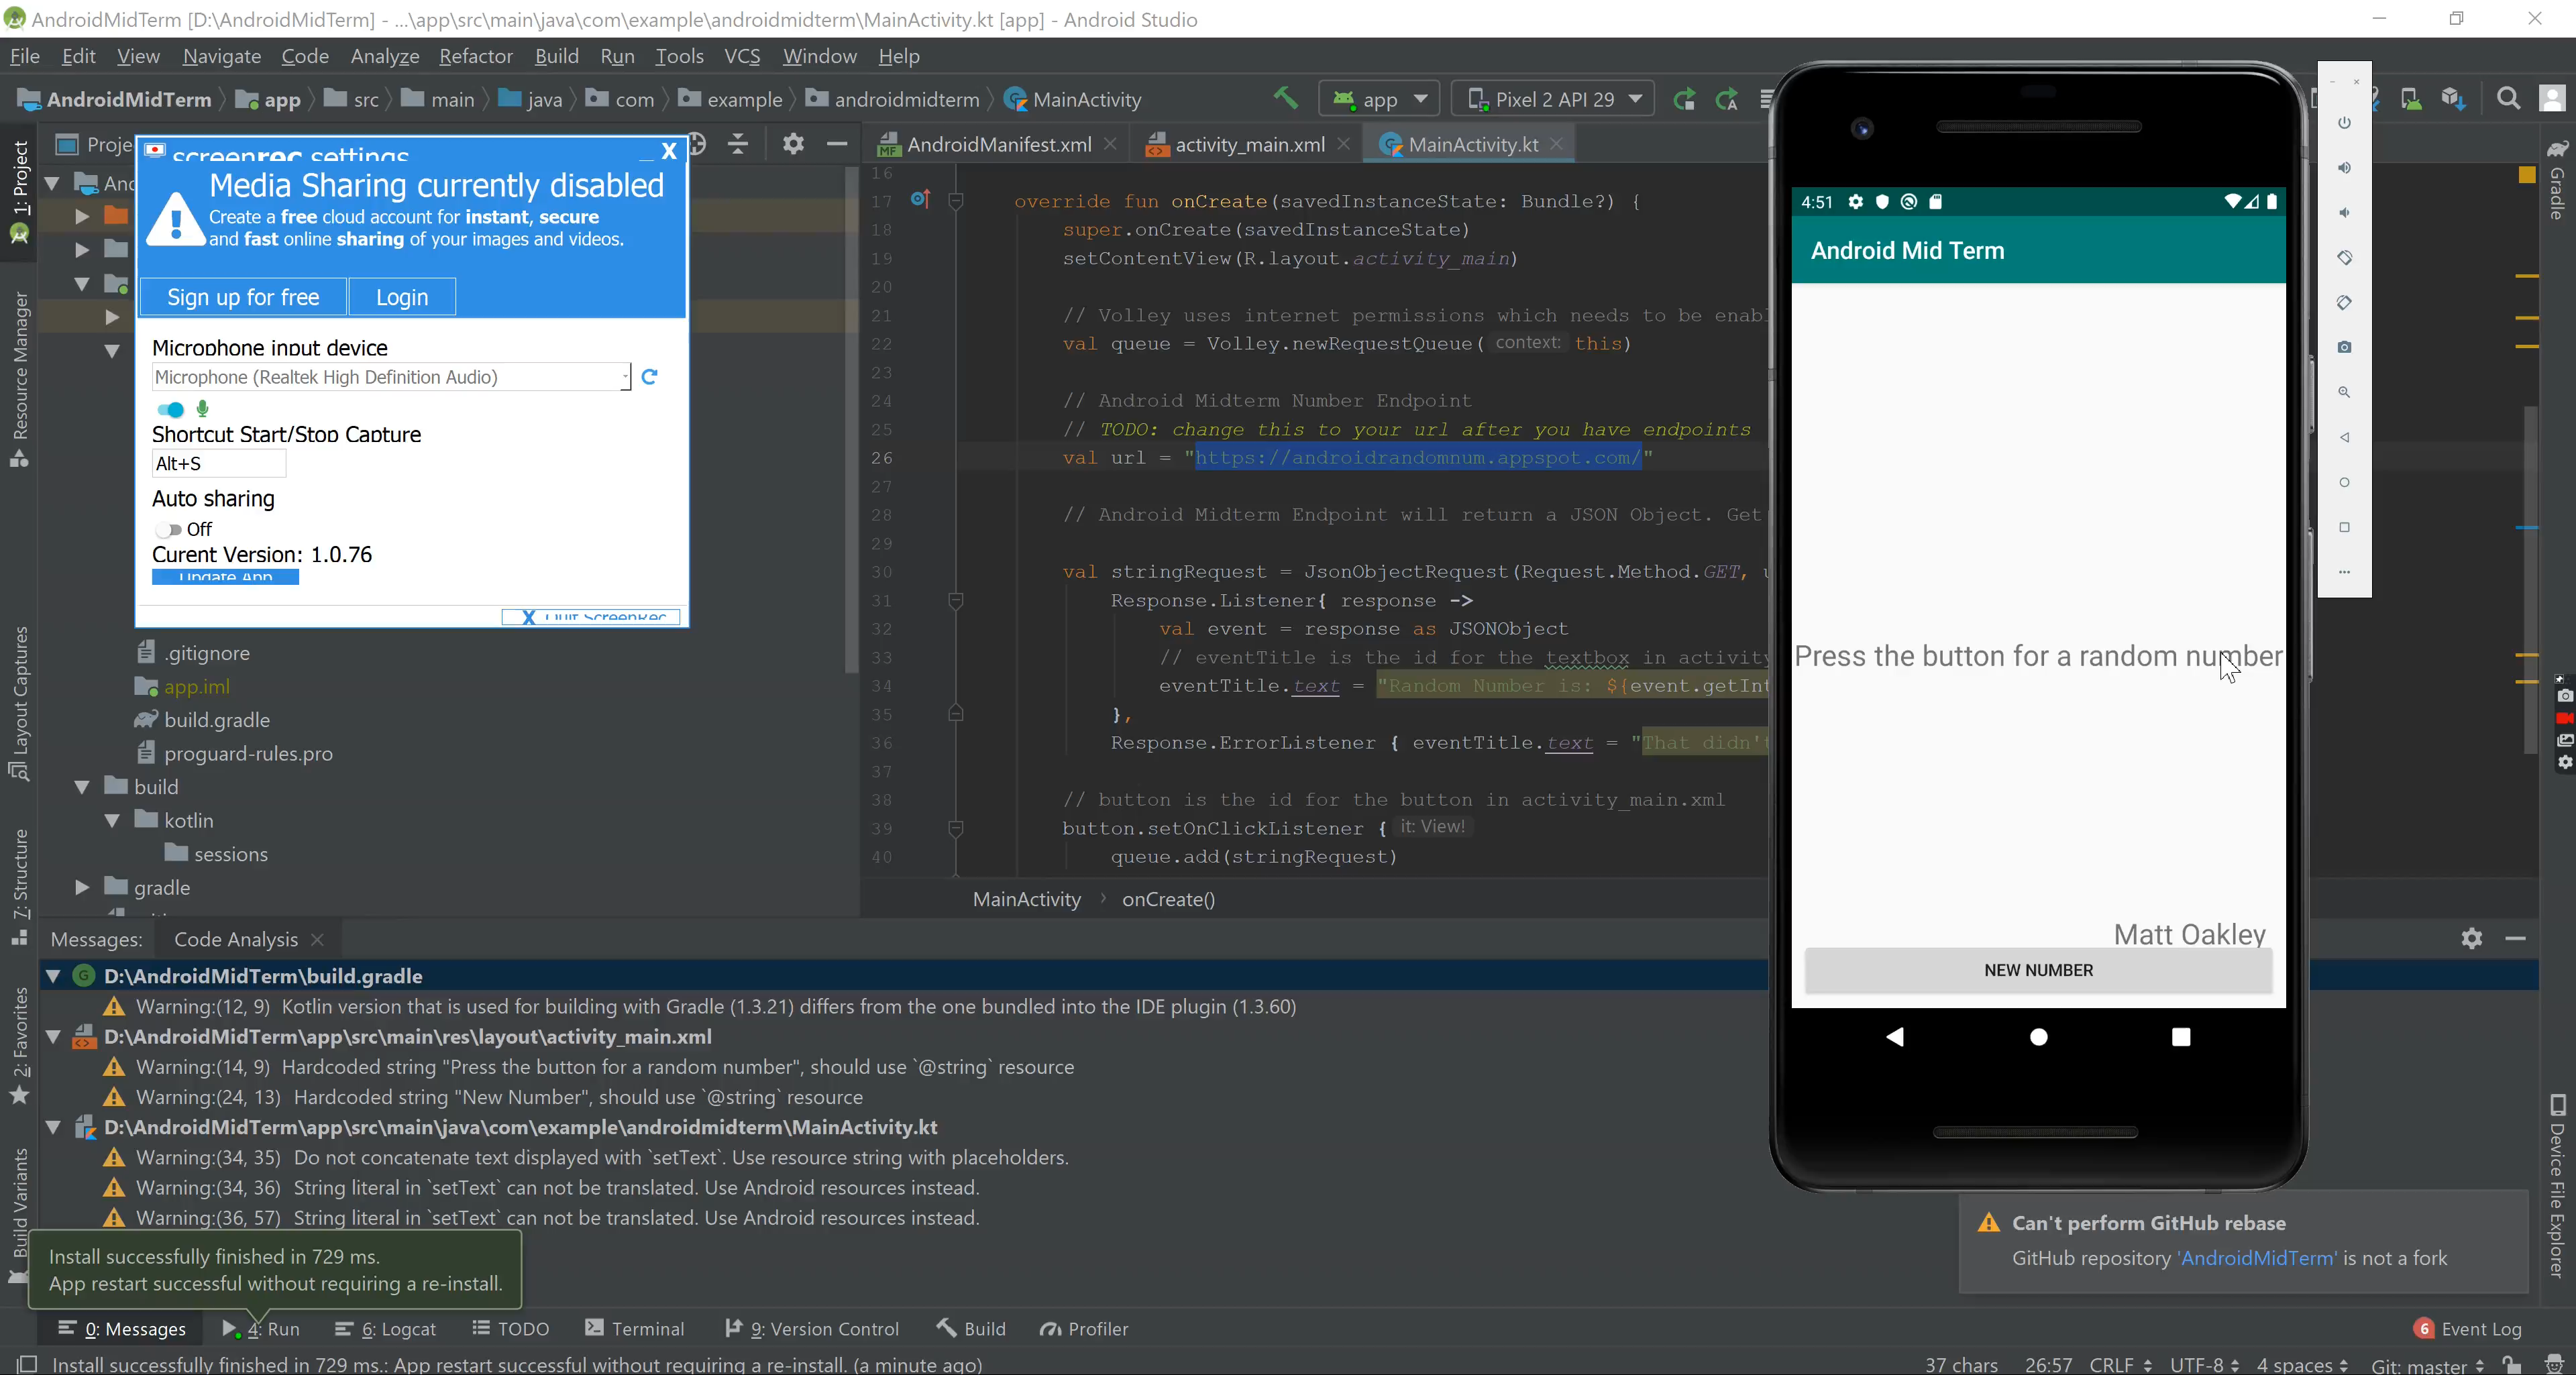 AndroidMidTerm [D:\AndroidMidTerm] - ...\app\src\main\java\com\example\androidmidterm\MainActivity.kt [app] - Android Studio
File Edit View Navigate Code Analyze Refactor Build Run Tools VCS Window Help
AndroidMidTerm app src main java com example androidmidterm MainActivity
app Pixel 2 API 29
1: Project
Resource Manager
Layout Captures
7: Structure
2: Favorites
Build Variants
Proje
And
screenrec settings
X
Media Sharing currently disabled
Create a free cloud account for instant, secure
and fast online sharing of your images and videos.
Sign up for free Login
Microphone input device
Microphone (Realtek High Definition Audio)
Shortcut Start/Stop Capture
Alt+S
Auto sharing
Off
Curent Version: 1.0.76
Update App
X Quit ScreenRec
.gitignore
app.iml
build.gradle
proguard-rules.pro
build
kotlin
sessions
gradle
AndroidManifest.xml activity_main.xml MainActivity.kt
16
17 override fun onCreate(savedInstanceState: Bundle?) {
18 super.onCreate(savedInstanceState)
19 setContentView(R.layout.activity_main)
20
21 // Volley uses internet permissions which needs to be enabl
22 val queue = Volley.newRequestQueue( context: this)
23
24 // Android Midterm Number Endpoint
25 // TODO: change this to your url after you have endpoints
26 val url = "https://androidrandomnum.appspot.com/"
27
28 // Android Midterm Endpoint will return a JSON Object. Get
29
30 val stringRequest = JsonObjectRequest(Request.Method.GET, u
31 Response.Listener{ response ->
32 val event = response as JSONObject
33 // eventTitle is the id for the textbox in activity
34 eventTitle.text = "Random Number is: ${event.getInt
35 },
36 Response.ErrorListener { eventTitle.text = "That didn't
37
38 // button is the id for the button in activity_main.xml
39 button.setOnClickListener { it: View!
40 queue.add(stringRequest)
MainActivity › onCreate()
4:51
Android Mid Term
Press the button for a random number
Matt Oakley
NEW NUMBER
Gradle
Device File Explorer
Messages: Code Analysis
D:\AndroidMidTerm\build.gradle
Warning:(12, 9) Kotlin version that is used for building with Gradle (1.3.21) differs from the one bundled into the IDE plugin (1.3.60)
D:\AndroidMidTerm\app\src\main\res\layout\activity_main.xml
Warning:(14, 9) Hardcoded string "Press the button for a random number", should use `@string` resource
Warning:(24, 13) Hardcoded string "New Number", should use `@string` resource
D:\AndroidMidTerm\app\src\main\java\com\example\androidmidterm\MainActivity.kt
Warning:(34, 35) Do not concatenate text displayed with `setText`. Use resource string with placeholders.
Warning:(34, 36) String literal in `setText` can not be translated. Use Android resources instead.
Warning:(36, 57) String literal in `setText` can not be translated. Use Android resources instead.
Install successfully finished in 729 ms.
App restart successful without requiring a re-install.
Can't perform GitHub rebase
GitHub repository 'AndroidMidTerm' is not a fork
0: Messages 4: Run 6: Logcat TODO Terminal 9: Version Control Build Profiler
6 Event Log
Install successfully finished in 729 ms.: App restart successful without requiring a re-install. (a minute ago)
37 chars 26:57 CRLF UTF-8 4 spaces Git: master